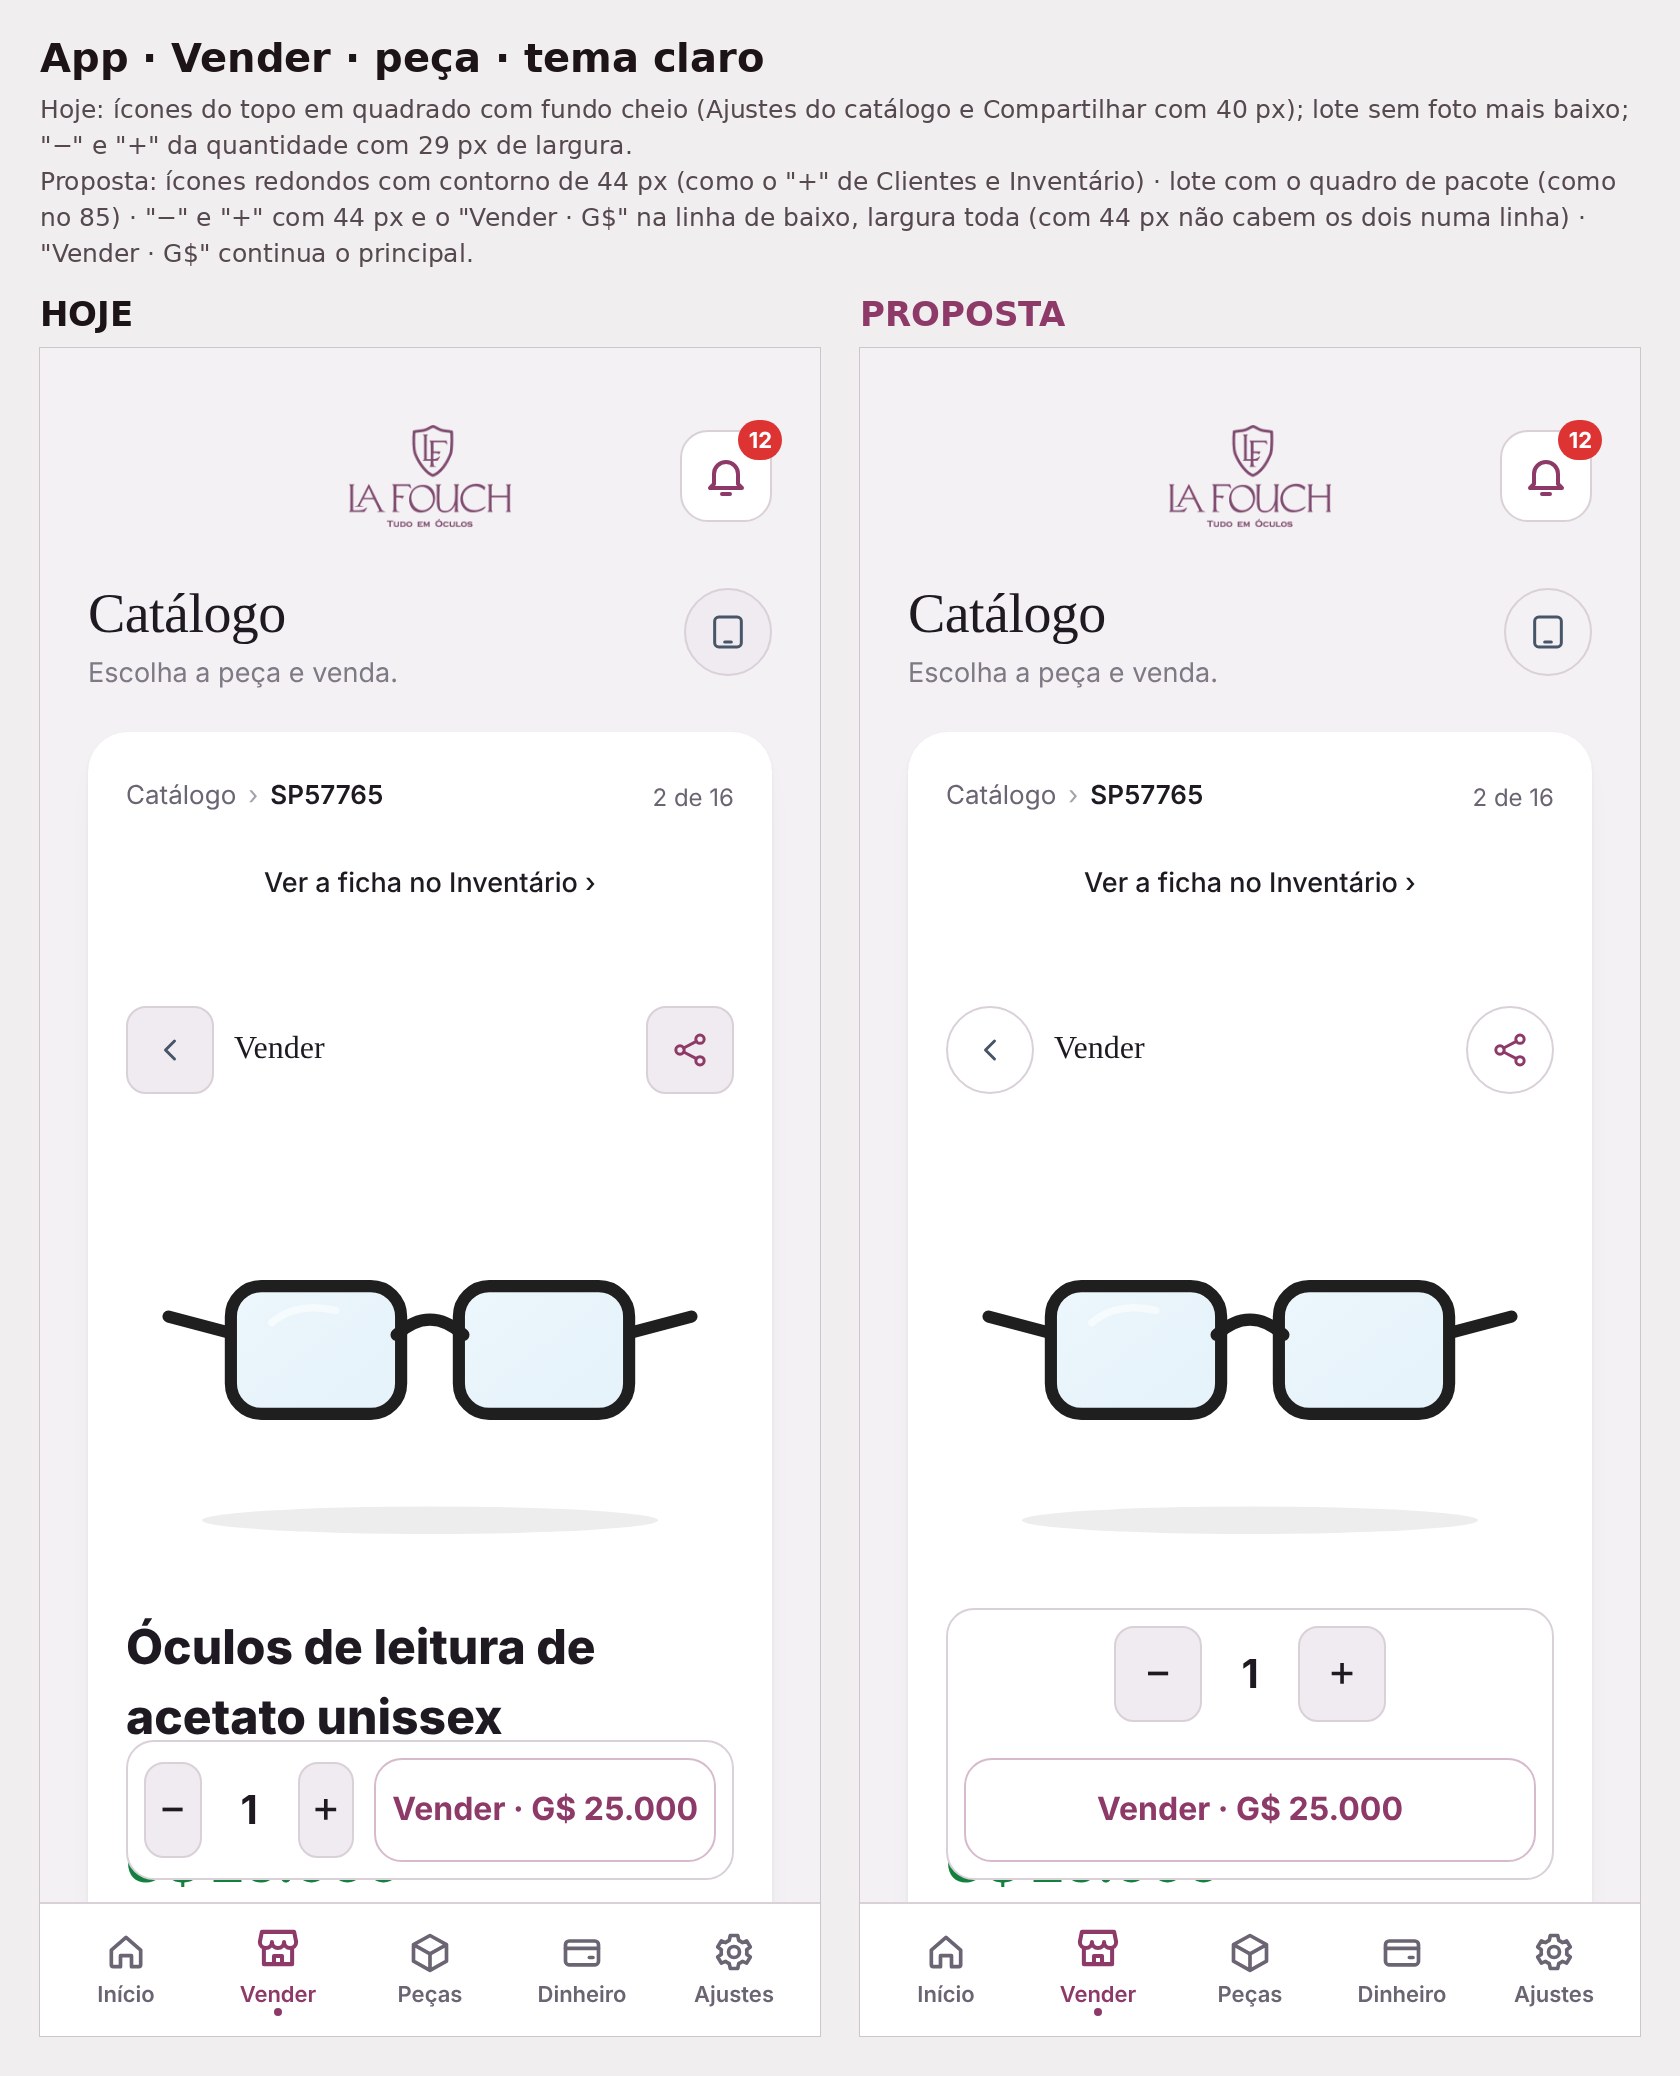 App · Vender · peça · tema claro
Hoje: ícones do topo em quadrado com fundo cheio (Ajustes do catálogo e Compartilhar com 40 px); lote sem foto mais baixo;
"−" e "+" da quantidade com 29 px de largura.
Proposta: ícones redondos com contorno de 44 px (como o "+" de Clientes e Inventário) · lote com o quadro de pacote (como
no 85) · "−" e "+" com 44 px e o "Vender · G$" na linha de baixo, largura toda (com 44 px não cabem os dois numa linha) ·
"Vender · G$" continua o principal.
HOJE
LF
LA FOUCH
TUDO EM ÓCULOS
12
Catálogo
Escolha a peça e venda.
Catálogo › SP57765
2 de 16
Ver a ficha no Inventário ›
Vender
Óculos de leitura de
acetato unissex
− 1 + Vender · G$ 25.000
Início
Vender
Peças
Dinheiro
Ajustes
PROPOSTA
LF
LA FOUCH
TUDO EM ÓCULOS
12
Catálogo
Escolha a peça e venda.
Catálogo › SP57765
2 de 16
Ver a ficha no Inventário ›
Vender
− 1 +
Vender · G$ 25.000
Início
Vender
Peças
Dinheiro
Ajustes